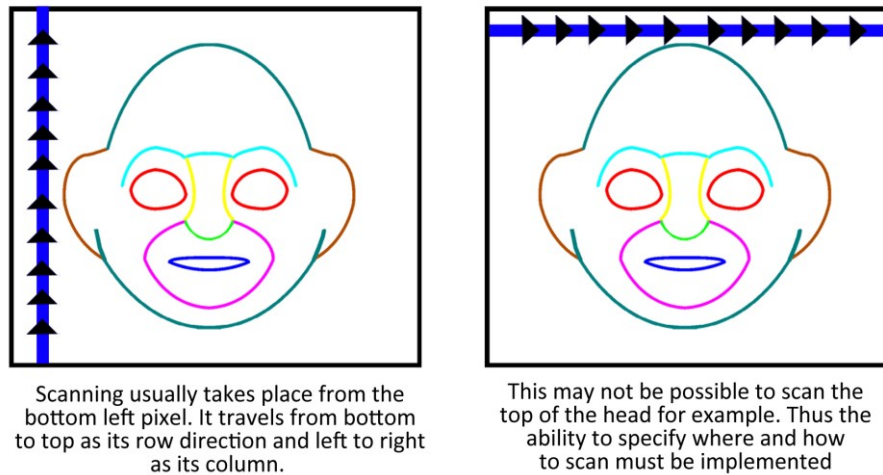 Scanning usually takes place from the
bottom left pixel. It travels from bottom
to top as its row direction and left to right
as its column.
This may not be possible to scan the
top of the head for example. Thus the
ability to specify where and how
to scan must be implemented